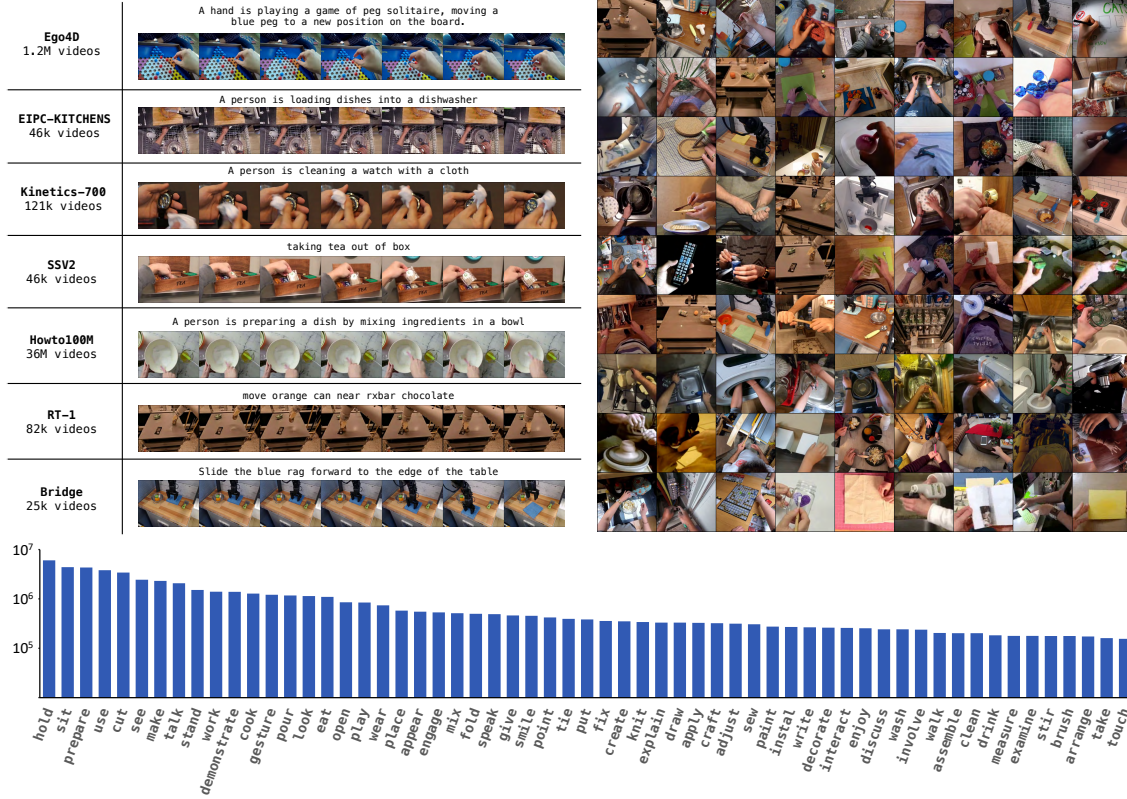 Ego4D
1.2M videos
A hand is playing a game of peg solitaire, moving a
blue peg to a new position on the board.
EIPC-KITCHENS
46k videos
A person is loading dishes into a dishwasher
Kinetics-700
121k videos
A person is cleaning a watch with a cloth
SSV2
46k videos
taking tea out of box
Howto100M
36M videos
A person is preparing a dish by mixing ingredients in a bowl
RT-1
82k videos
move orange can near rxbar chocolate
Bridge
25k videos
Slide the blue rag forward to the edge of the table
10⁷
10⁶
10⁵
hold
sit
prepare
use
cut
see
make
talk
stand
work
demonstrate
cook
gesture
pour
look
eat
open
play
wear
place
appear
engage
mix
fold
speak
give
smile
point
tie
put
fix
create
knit
explain
draw
apply
craft
adjust
sew
paint
instal
write
decorate
interact
enjoy
discuss
wash
involve
walk
assemble
clean
drink
measure
examine
stir
brush
arrange
take
touch